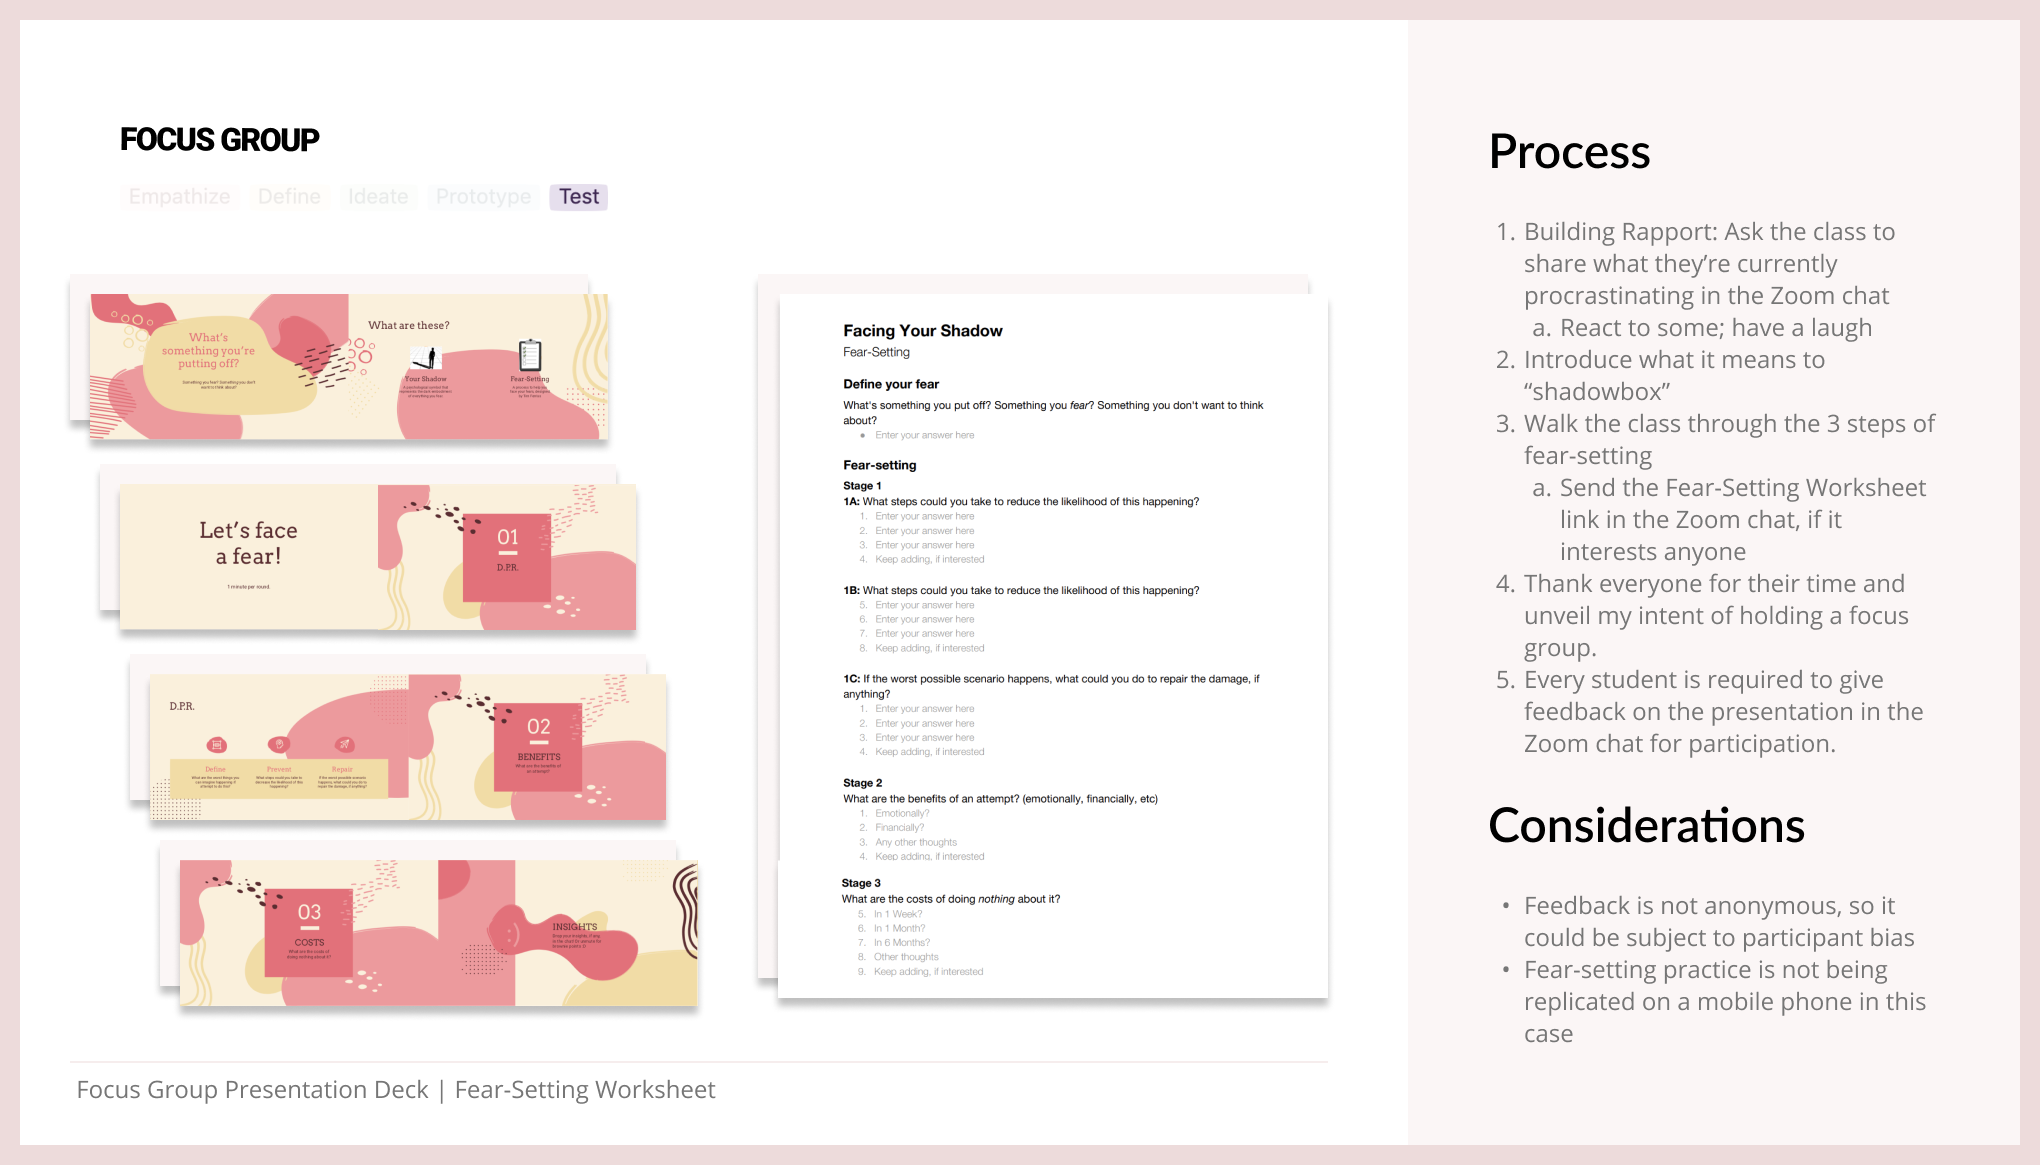 FOCUS GROUP
Empathize Define Ideate Prototype Test
What's
something you're
putting off?
Something you fear? Something you don't
want to think about?
What are these?
Your Shadow
Fear-Setting
Let's face
a fear!
1 minute per round.
01
D.P.R.
D.P.R.
Define
Prevent
Repair
02
BENEFITS
What are the benefits of
an attempt?
03
COSTS
What are the costs of
doing nothing about it?
INSIGHTS
Facing Your Shadow
Fear-Setting
Define your fear
What's something you put off? Something you fear? Something you don't want to think
about?
• Enter your answer here
Fear-setting
Stage 1
1A: What steps could you take to reduce the likelihood of this happening?
1. Enter your answer here
2. Enter your answer here
3. Enter your answer here
4. Keep adding, if interested
1B: What steps could you take to reduce the likelihood of this happening?
5. Enter your answer here
6. Enter your answer here
7. Enter your answer here
8. Keep adding, if interested
1C: If the worst possible scenario happens, what could you do to repair the damage, if
anything?
1. Enter your answer here
2. Enter your answer here
3. Enter your answer here
4. Keep adding, if interested
Stage 2
What are the benefits of an attempt? (emotionally, financially, etc)
1. Emotionally?
2. Financially?
3. Any other thoughts
4. Keep adding, if interested
Stage 3
What are the costs of doing nothing about it?
5. In 1 Week?
6. In 1 Month?
7. In 6 Months?
8. Other thoughts
9. Keep adding, if interested
Focus Group Presentation Deck | Fear-Setting Worksheet
Process
1. Building Rapport: Ask the class to
share what they're currently
procrastinating in the Zoom chat
a. React to some; have a laugh
2. Introduce what it means to
“shadowbox”
3. Walk the class through the 3 steps of
fear-setting
a. Send the Fear-Setting Worksheet
link in the Zoom chat, if it
interests anyone
4. Thank everyone for their time and
unveil my intent of holding a focus
group.
5. Every student is required to give
feedback on the presentation in the
Zoom chat for participation.
Considerations
• Feedback is not anonymous, so it
could be subject to participant bias
• Fear-setting practice is not being
replicated on a mobile phone in this
case